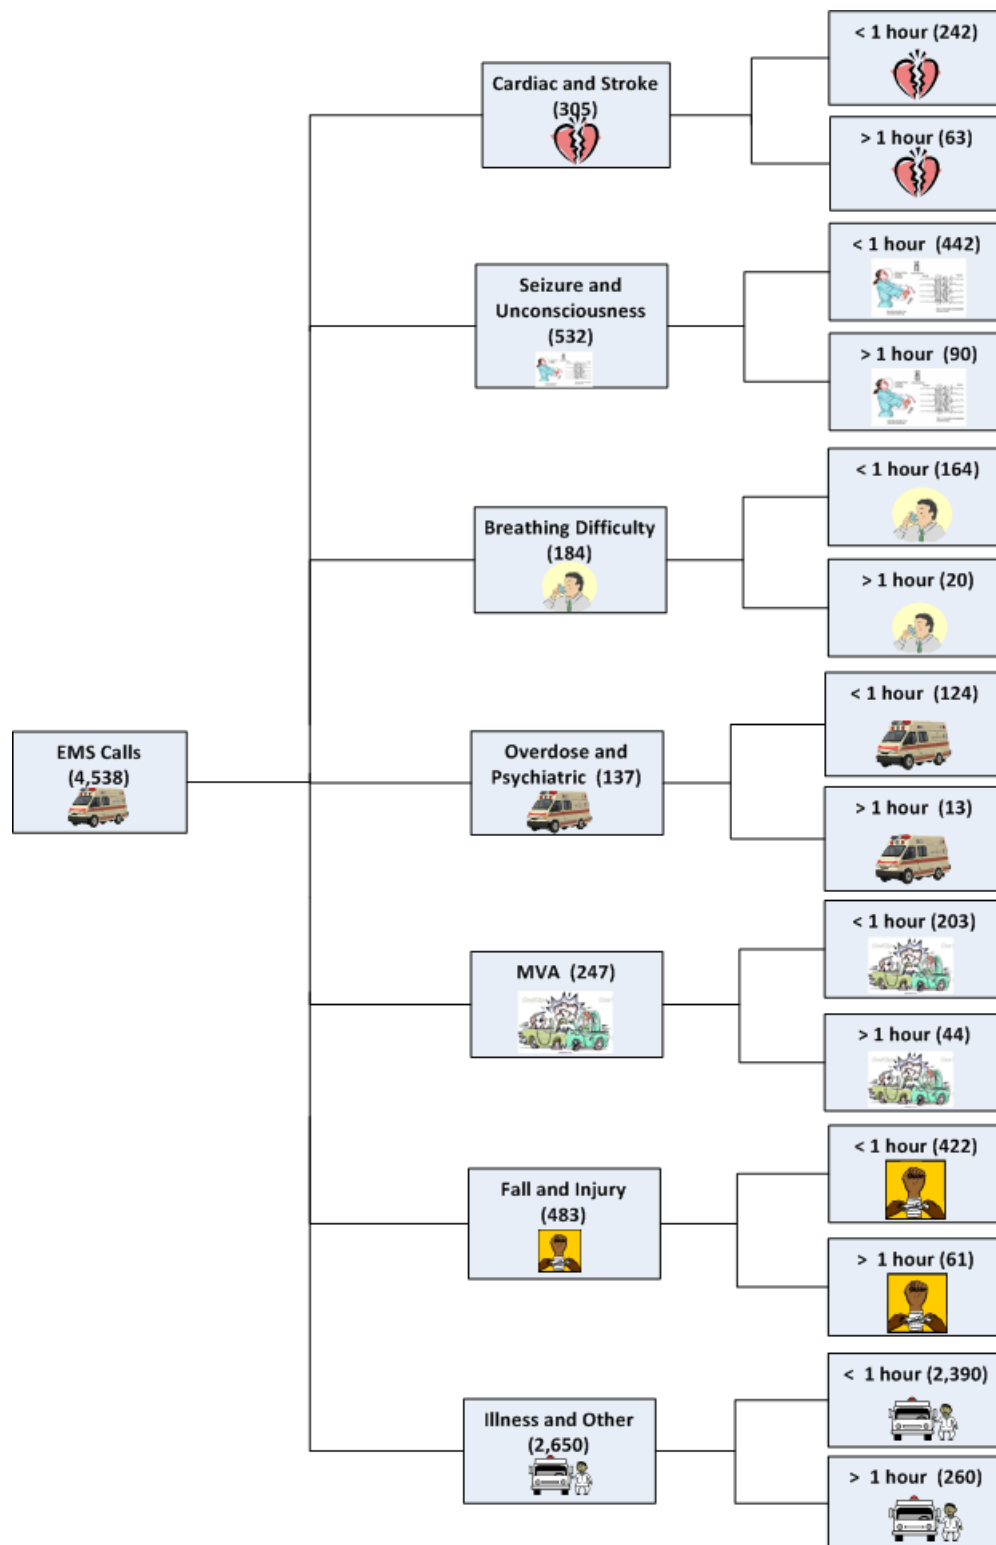 EMS Calls
(4,538)
Cardiac and Stroke
(305)
< 1 hour (242)
> 1 hour (63)
Seizure and
Unconsciousness
(532)
< 1 hour (442)
> 1 hour (90)
Breathing Difficulty
(184)
< 1 hour (164)
> 1 hour (20)
Overdose and
Psychiatric (137)
< 1 hour (124)
> 1 hour (13)
MVA (247)
< 1 hour (203)
> 1 hour (44)
Fall and Injury
(483)
< 1 hour (422)
> 1 hour (61)
Illness and Other
(2,650)
< 1 hour (2,390)
> 1 hour (260)